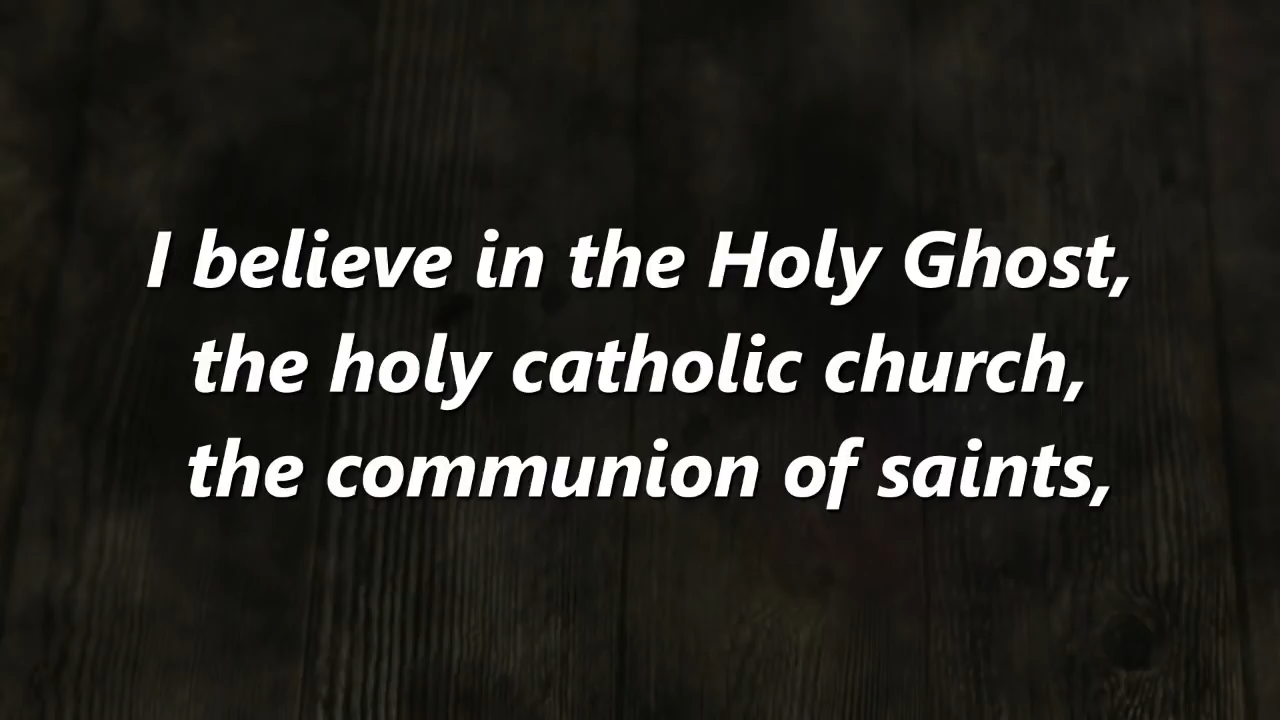 I believe in the Holy Ghost,
the holy catholic church,
the communion of saints,